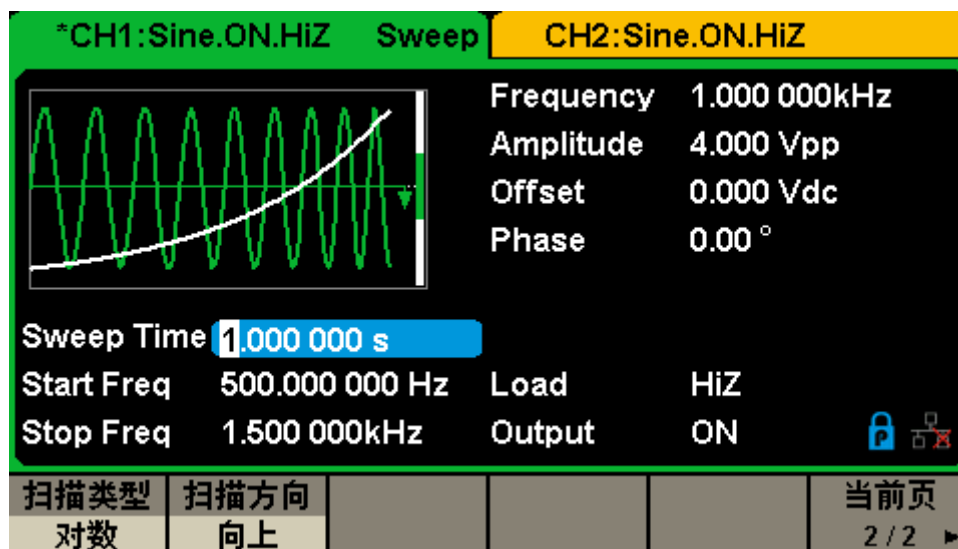 *CH1:Sine.ON.HiZ Sweep CH2:Sine.ON.HiZ
Frequency 1.000 000kHz
Amplitude 4.000 Vpp
Offset 0.000 Vdc
Phase 0.00 °
Sweep Time 1.000 000 s
Start Freq 500.000 000 Hz Load HiZ
Stop Freq 1.500 000kHz Output ON
扫描类型 扫描方向 当前页
对数 向上 2/2